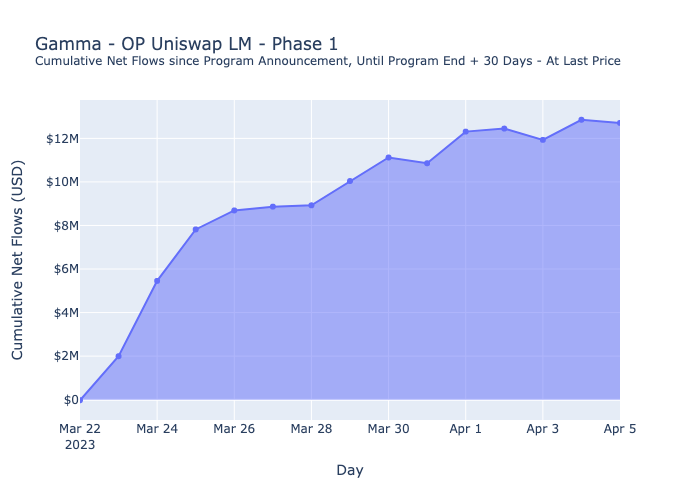 Gamma - OP Uniswap LM - Phase 1
Cumulative Net Flows since Program Announcement, Until Program End + 30 Days - At Last Price
Cumulative Net Flows (USD)
$12M
$10M
$8M
$6M
$4M
$2M
$0
Mar 22 Mar 24 Mar 26 Mar 28 Mar 30 Apr 1 Apr 3 Apr 5
2023
Day